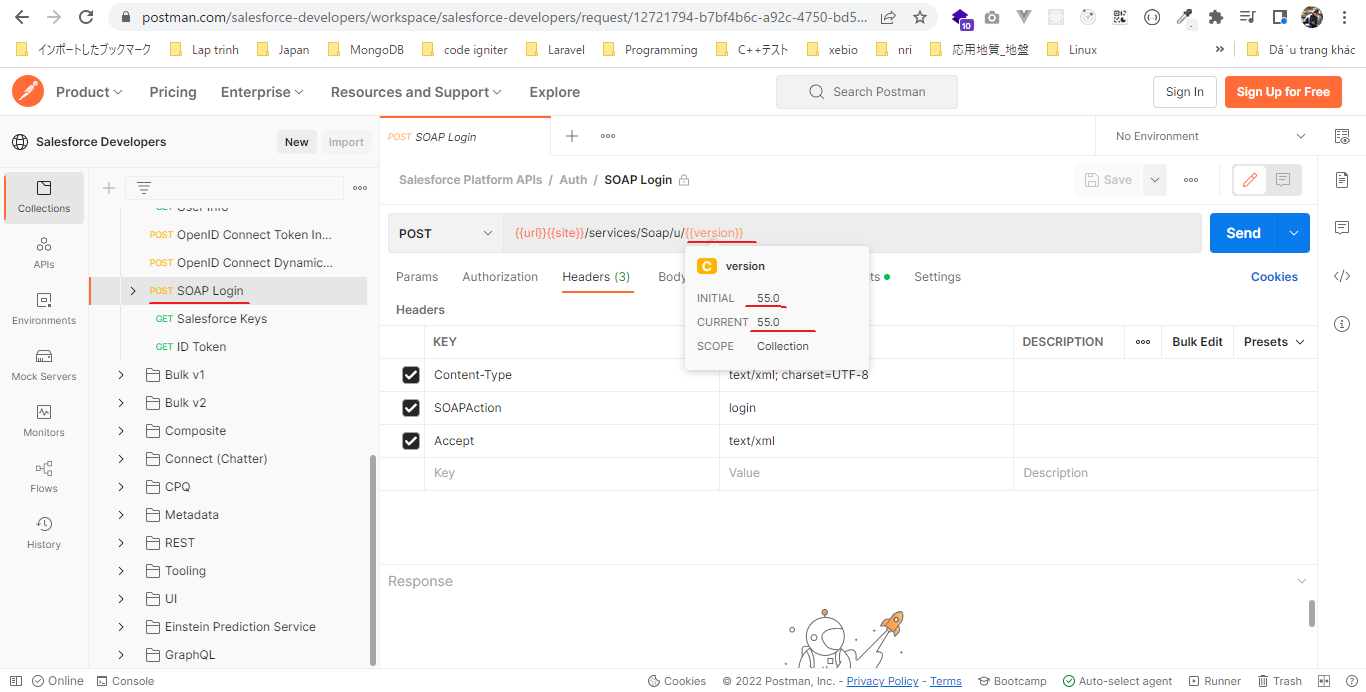 postman.com/salesforce-developers/workspace/salesforce-developers/request/12721794-b7bf4b6c-a92c-4750-bd5...
10
インポートしたブックマーク Lap trinh Japan MongoDB code igniter Laravel Programming C++テスト xebio nri 応用地質_地盤 Linux » Dấu trang khác
Product Pricing Enterprise Resources and Support Explore Search Postman Sign In Sign Up for Free
Salesforce Developers New Import
POST SOAP Login
No Environment
Collections
APIs
Environments
Mock Servers
Monitors
Flows
History
GET User Info
POST OpenID Connect Token In...
POST OpenID Connect Dynamic...
POST SOAP Login
GET Salesforce Keys
GET ID Token
Bulk v1
Bulk v2
Composite
Connect (Chatter)
CPQ
Metadata
REST
Tooling
UI
Einstein Prediction Service
GraphQL
Salesforce Platform APIs / Auth / SOAP Login
Save
POST {{url}}{{site}}/services/Soap/u/{{version}} Send
Params Authorization Headers (3) Body ts Settings Cookies
C version
INITIAL 55.0
CURRENT 55.0
SCOPE Collection
Headers
KEY DESCRIPTION Bulk Edit Presets
Content-Type text/xml; charset=UTF-8
SOAPAction login
Accept text/xml
Key Value Description
Response
Online Console Cookies © 2022 Postman, Inc. - Privacy Policy - Terms Bootcamp Auto-select agent Runner Trash